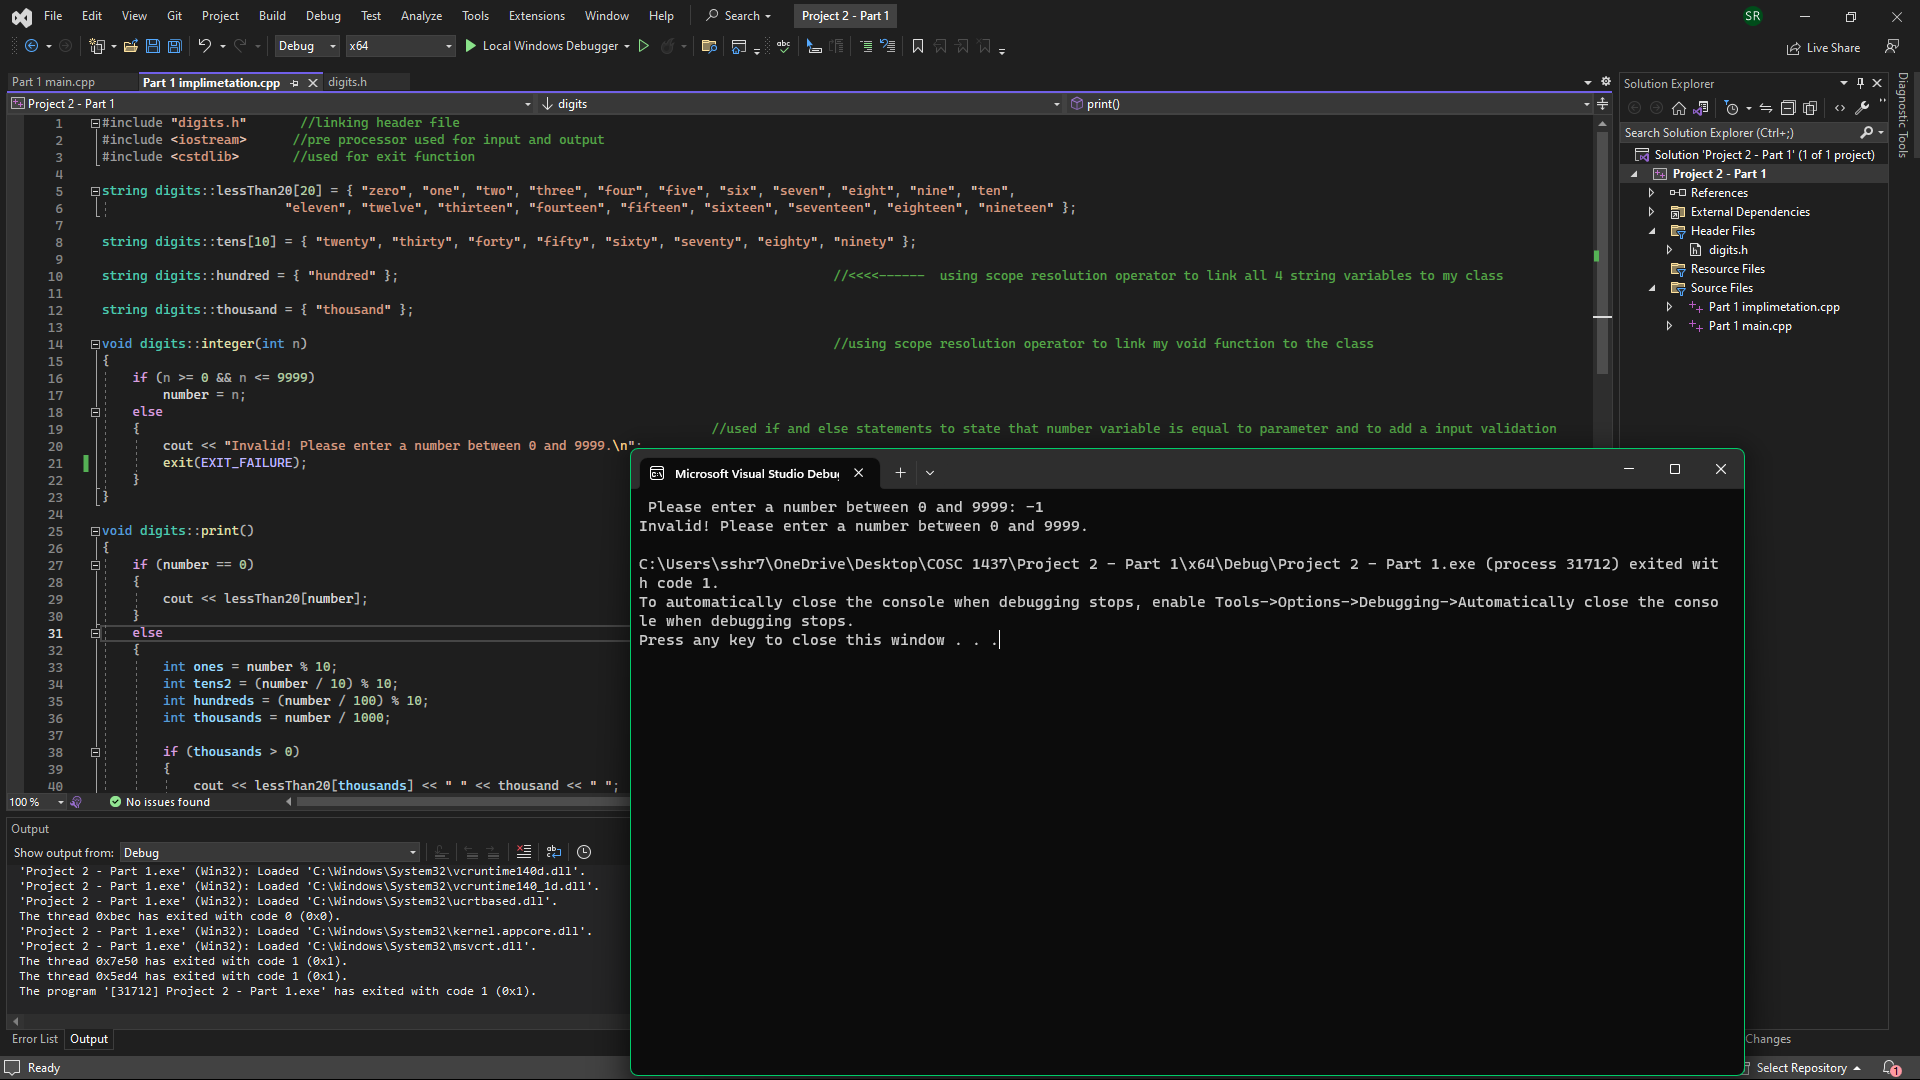 File Edit View Git Project Build Debug Test Analyze Tools Extensions Window Help Search Project 2 - Part 1 SR
Debug x64 Local Windows Debugger Live Share
Part 1 main.cpp Part 1 implimetation.cpp digits.h
Project 2 - Part 1 digits print()
1 #include "digits.h" //linking header file
2 #include <iostream> //pre processor used for input and output
3 #include <cstdlib> //used for exit function
4
5 string digits::lessThan20[20] = { "zero", "one", "two", "three", "four", "five", "six", "seven", "eight", "nine", "ten",
6 "eleven", "twelve", "thirteen", "fourteen", "fifteen", "sixteen", "seventeen", "eighteen", "nineteen" };
7
8 string digits::tens[10] = { "twenty", "thirty", "forty", "fifty", "sixty", "seventy", "eighty", "ninety" };
9
10 string digits::hundred = { "hundred" }; //<<<<------ using scope resolution operator to link all 4 string variables to my class
11
12 string digits::thousand = { "thousand" };
13
14 void digits::integer(int n) //using scope resolution operator to link my void function to the class
15 {
16 if (n >= 0 && n <= 9999)
17 number = n;
18 else
19 { //used if and else statements to state that number variable is equal to parameter and to add a input validation
20 cout << "Invalid! Please enter a number between 0 and 9999.\n";
21 exit(EXIT_FAILURE);
22 }
23 }
24
25 void digits::print()
26 {
27 if (number == 0)
28 {
29 cout << lessThan20[number];
30 }
31 else
32 {
33 int ones = number % 10;
34 int tens2 = (number / 10) % 10;
35 int hundreds = (number / 100) % 10;
36 int thousands = number / 1000;
37
38 if (thousands > 0)
39 {
40 cout << lessThan20[thousands] << " " << thousand << " ";
100 % No issues found
Output
Show output from: Debug
'Project 2 - Part 1.exe' (Win32): Loaded 'C:\Windows\System32\vcruntime140d.dll'.
'Project 2 - Part 1.exe' (Win32): Loaded 'C:\Windows\System32\vcruntime140_1d.dll'.
'Project 2 - Part 1.exe' (Win32): Loaded 'C:\Windows\System32\ucrtbased.dll'.
The thread 0xbec has exited with code 0 (0x0).
'Project 2 - Part 1.exe' (Win32): Loaded 'C:\Windows\System32\kernel.appcore.dll'.
'Project 2 - Part 1.exe' (Win32): Loaded 'C:\Windows\System32\msvcrt.dll'.
The thread 0x7e50 has exited with code 1 (0x1).
The thread 0x5ed4 has exited with code 1 (0x1).
The program '[31712] Project 2 - Part 1.exe' has exited with code 1 (0x1).
Error List Output
Ready
Microsoft Visual Studio Debu
Please enter a number between 0 and 9999: -1
Invalid! Please enter a number between 0 and 9999.
C:\Users\sshr7\OneDrive\Desktop\COSC 1437\Project 2 - Part 1\x64\Debug\Project 2 - Part 1.exe (process 31712) exited wit
h code 1.
To automatically close the console when debugging stops, enable Tools->Options->Debugging->Automatically close the conso
le when debugging stops.
Press any key to close this window . . .
Solution Explorer
Search Solution Explorer (Ctrl+;)
Solution 'Project 2 - Part 1' (1 of 1 project)
Project 2 - Part 1
References
External Dependencies
Header Files
digits.h
Resource Files
Source Files
Part 1 implimetation.cpp
Part 1 main.cpp
Diagnostic Tools
Changes
Select Repository 1